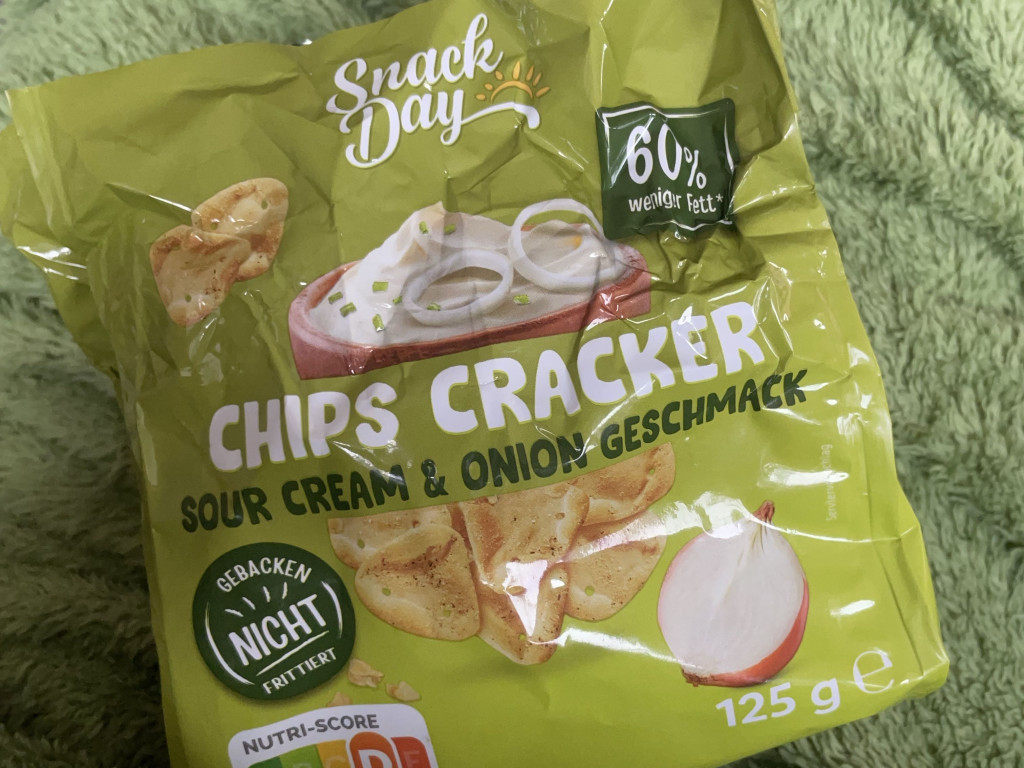 Snack
Day
60%
weniger Fett*
CHIPS CRACKER
SOUR CREAM & ONION GESCHMACK
GEBACKEN
NICHT
FRITTIERT
125 g ℮
NUTRI-SCORE
D